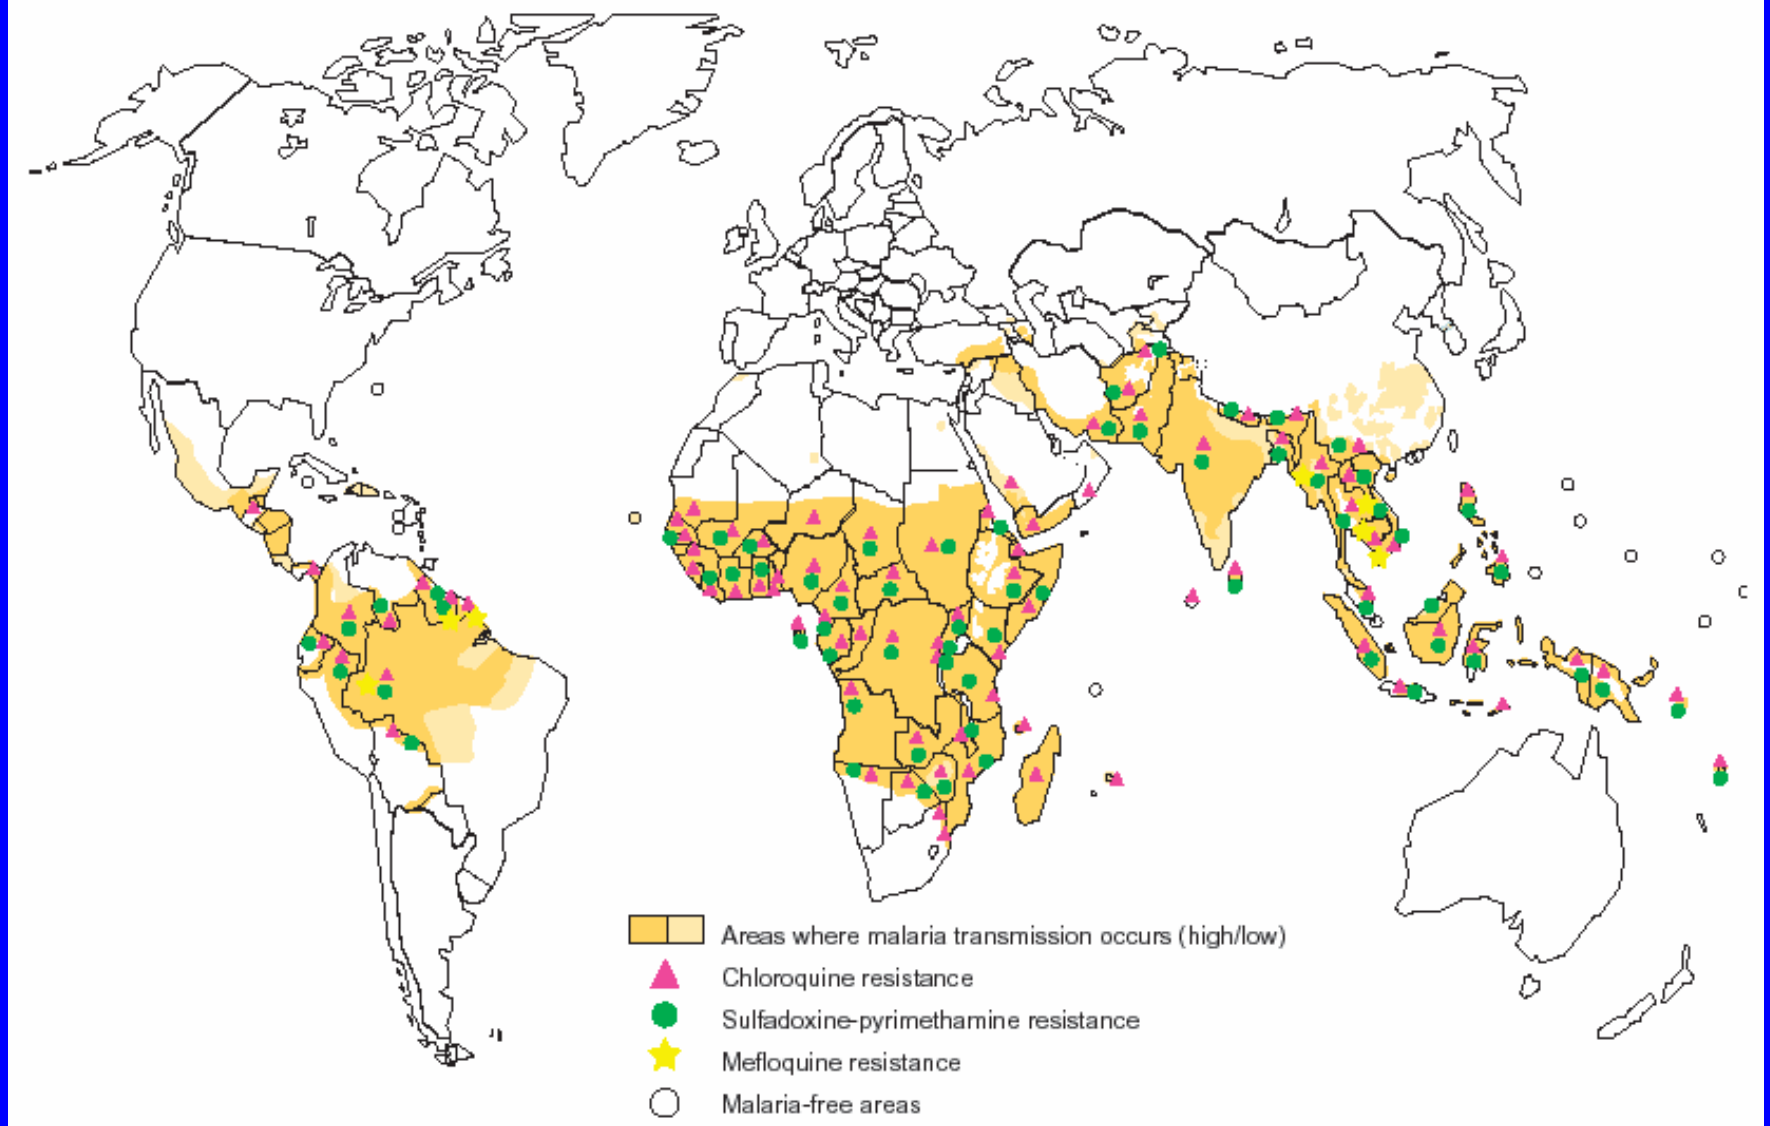 Areas where malaria transmission occurs (high/low)
Chloroquine resistance
Sulfadoxine-pyrimethamine resistance
Mefloquine resistance
Malaria-free areas